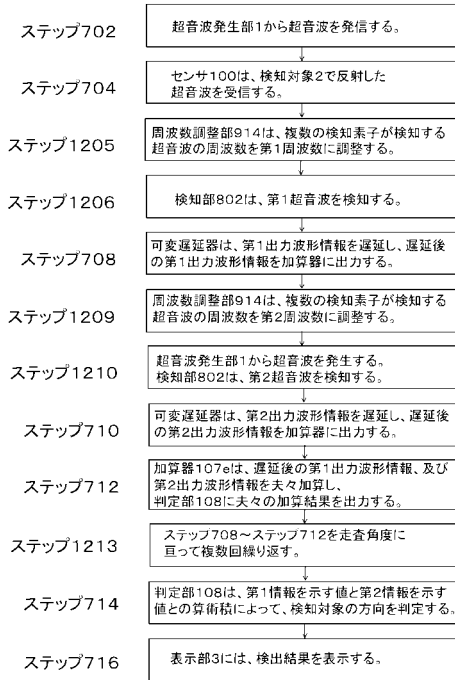 ステップ702
超音波発生部1から超音波を発信する。
ステップ704
センサ100は、検知対象2で反射した
超音波を受信する。
ステップ1205
周波数調整部914は、複数の検知素子が検知する
超音波の周波数を第1周波数に調整する。
ステップ1206
検知部802は、第1超音波を検知する。
ステップ708
可変遅延器は、第1出力波形情報を遅延し、遅延後
の第1出力波形情報を加算器に出力する。
ステップ1209
周波数調整部914は、複数の検知素子が検知する
超音波の周波数を第2周波数に調整する。
ステップ1210
超音波発生部1から超音波を発生する。
検知部802は、第2超音波を検知する。
ステップ710
可変遅延器は、第2出力波形情報を遅延し、遅延後
の第2出力波形情報を加算器に出力する。
ステップ712
加算器107eは、遅延後の第1出力波形情報、及び
第2出力波形情報を夫々加算し、
判定部108に夫々の加算結果を出力する。
ステップ1213
ステップ708～ステップ712を走査角度に
亘って複数回繰り返す。
ステップ714
判定部108は、第1情報を示す値と第2情報を示す
値との算術積によって、検知対象の方向を判定する。
ステップ716
表示部3には、検出結果を表示する。